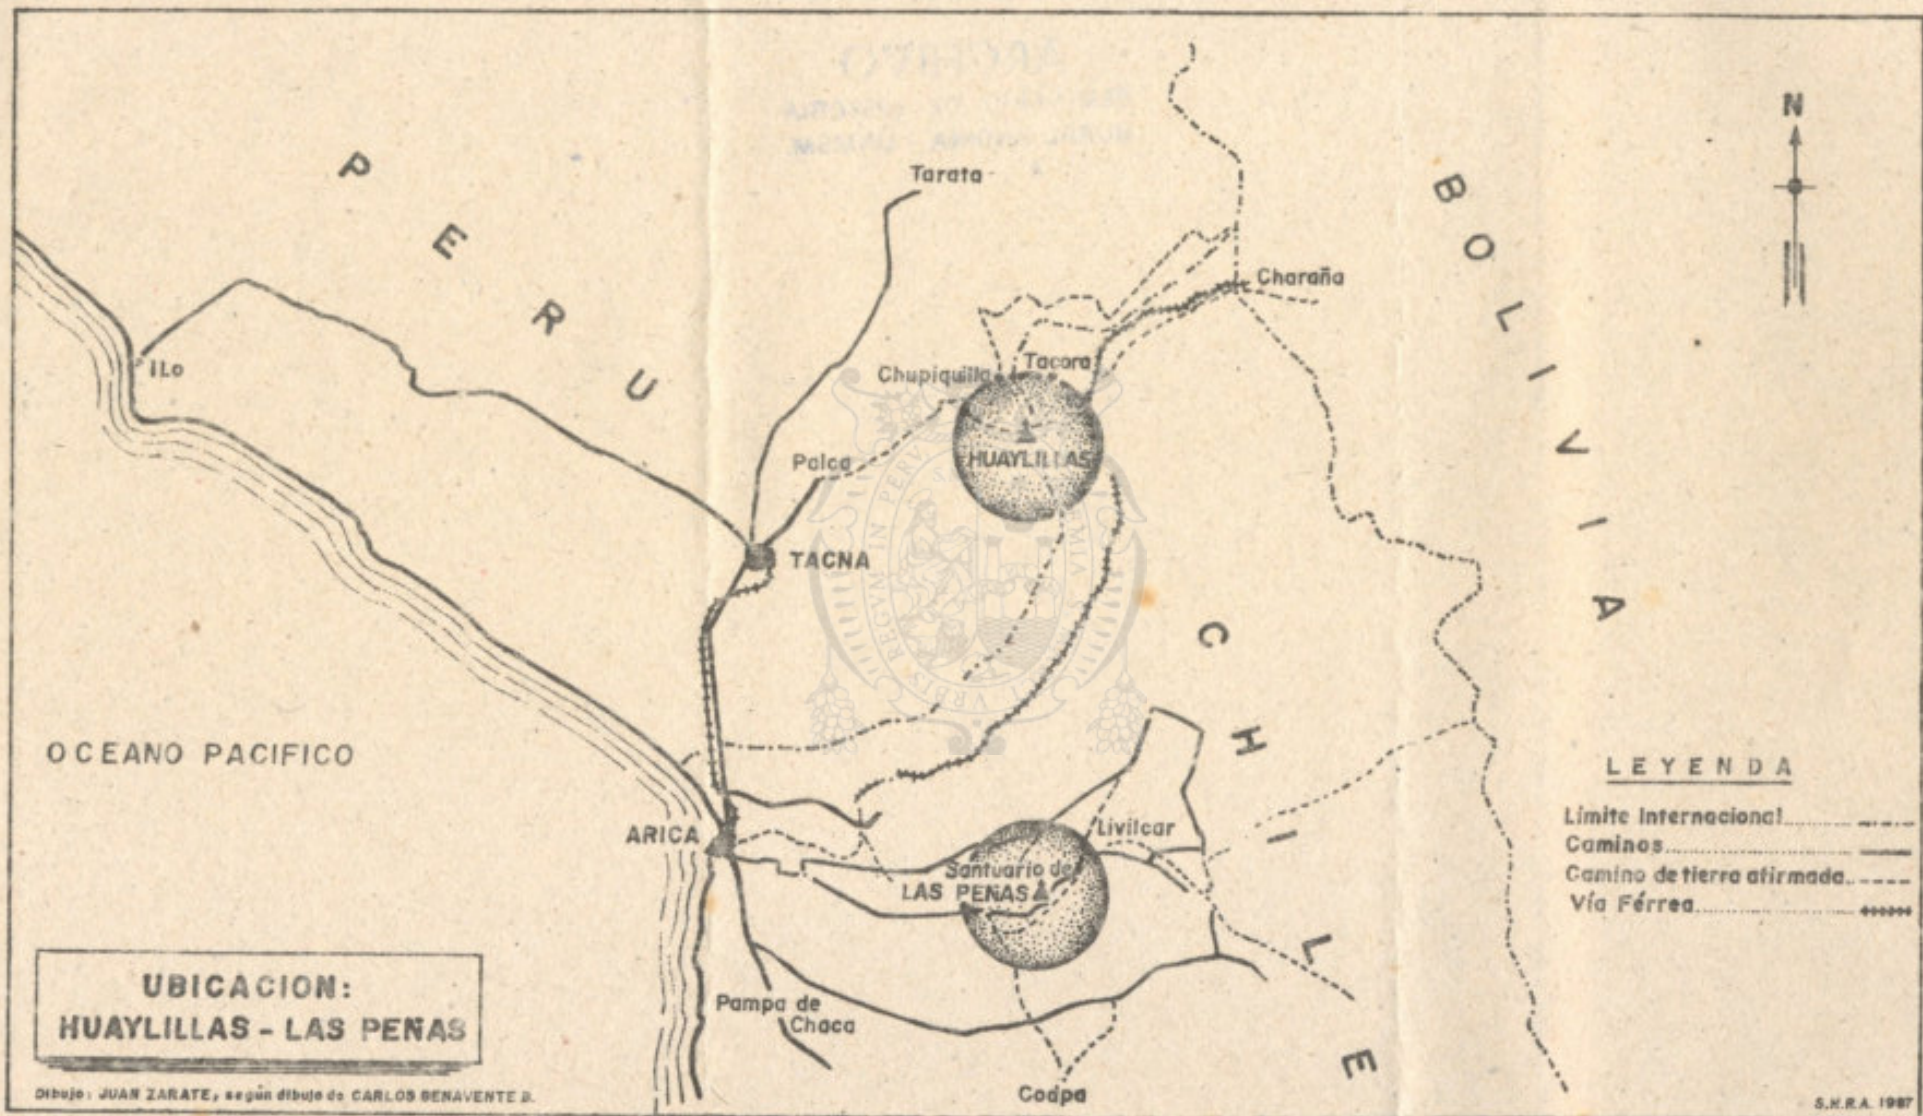 N
PERU
BOLIVIA
CHILE
Tarata
Charaña
ILo
Chupiquilla
Tacora
HUAYLILLAS
Palca
TACNA
OCEANO PACIFICO
ARICA
Livilcar
Santuario de
LAS PEÑAS
Pampa de
Chaca
Codpa
LEYENDA
Límite Internacional
Caminos
Camino de tierra afirmada
Vía Férrea
UBICACION:
HUAYLILLAS - LAS PEÑAS
Dibujo: JUAN ZARATE, según dibujo de CARLOS BENAVENTE B.
S.H.R.A. 1987